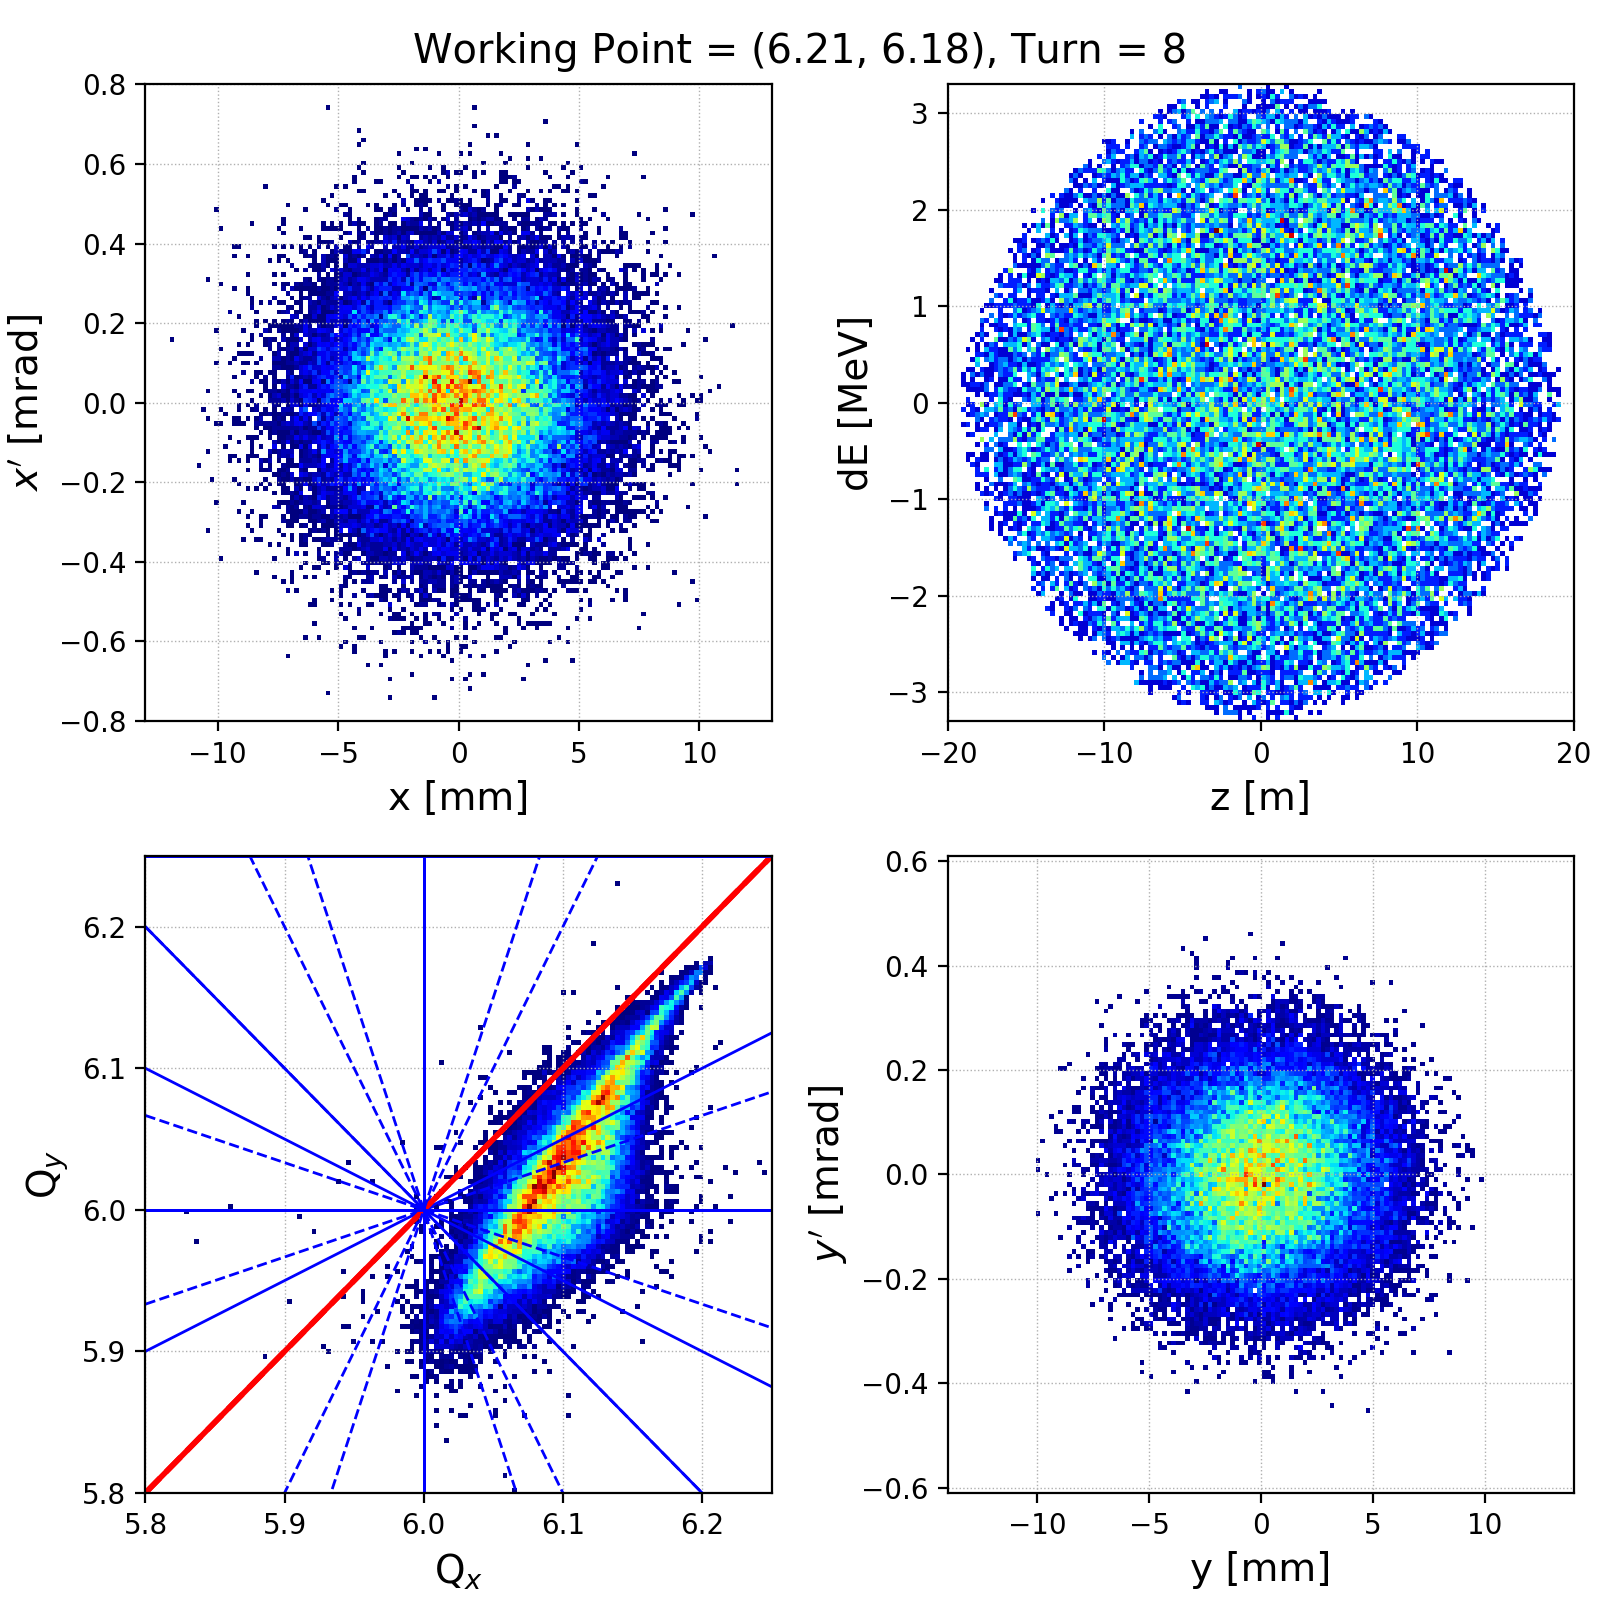 Working Point = (6.21, 6.18), Turn = 8
0.8
0.6
0.4
0.2
0.0
−0.2
−0.4
−0.6
−0.8
x′ [mrad]
−10 −5 0 5 10
x [mm]
3
2
1
0
−1
−2
−3
dE [MeV]
−20 −10 0 10 20
z [m]
6.2
6.1
6.0
5.9
5.8
Qy
5.8 5.9 6.0 6.1 6.2
Qx
0.6
0.4
0.2
0.0
−0.2
−0.4
−0.6
y′ [mrad]
−10 −5 0 5 10
y [mm]